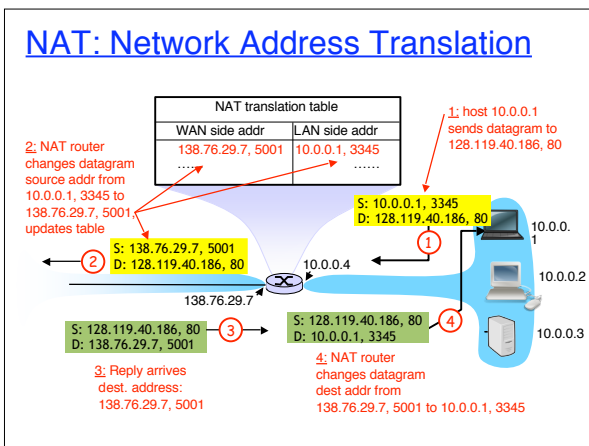 NAT: Network Address Translation
NAT translation table
WAN side addr
LAN side addr
138.76.29.7, 5001
10.0.0.1, 3345
……
……
1: host 10.0.0.1
sends datagram to
128.119.40.186, 80
2: NAT router
changes datagram
source addr from
10.0.0.1, 3345 to
138.76.29.7, 5001,
updates table
S: 10.0.0.1, 3345
D: 128.119.40.186, 80
1
10.0.0.
1
S: 138.76.29.7, 5001
D: 128.119.40.186, 80
2
10.0.0.4
10.0.0.2
138.76.29.7
S: 128.119.40.186, 80
D: 138.76.29.7, 5001
3
S: 128.119.40.186, 80
D: 10.0.0.1, 3345
4
10.0.0.3
3: Reply arrives
dest. address:
138.76.29.7, 5001
4: NAT router
changes datagram
dest addr from
138.76.29.7, 5001 to 10.0.0.1, 3345